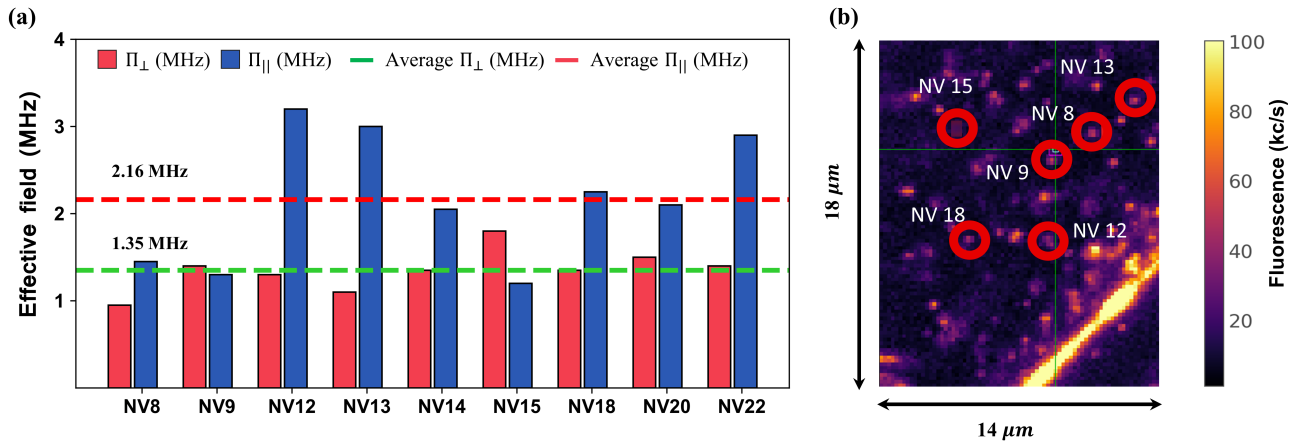 (a)
Effective field (MHz)
4
3
2
1
Π⊥ (MHz)
Π|| (MHz)
Average Π⊥ (MHz)
Average Π|| (MHz)
2.16 MHz
1.35 MHz
NV8
NV9
NV12
NV13
NV14
NV15
NV18
NV20
NV22
(b)
18 μm
14 μm
NV 13
NV 15
NV 8
NV 9
NV 18
NV 12
100
80
60
40
20
Fluorescence (kc/s)